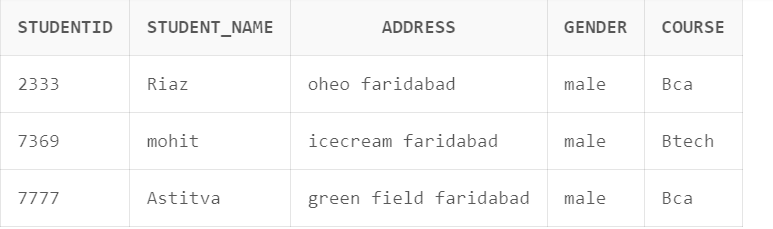 STUDENTID STUDENT_NAME ADDRESS GENDER COURSE
2333 Riaz oheo faridabad male Bca
7369 mohit icecream faridabad male Btech
7777 Astitva green field faridabad male Bca